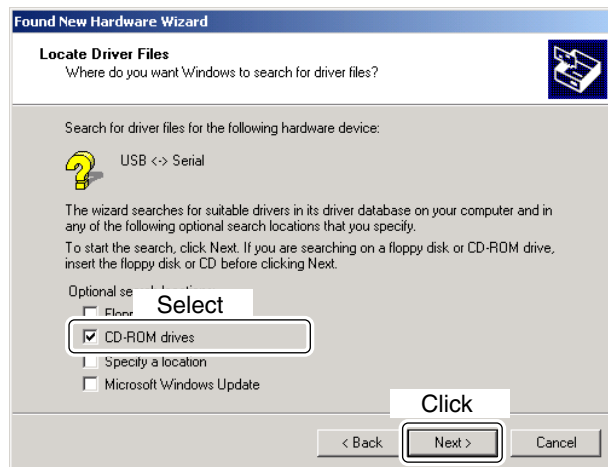 Found New Hardware Wizard
Locate Driver Files
Where do you want Windows to search for driver files?
Search for driver files for the following hardware device:
USB <-> Serial
The wizard searches for suitable drivers in its driver database on your computer and in
any of the following optional search locations that you specify.
To start the search, click Next. If you are searching on a floppy disk or CD-ROM drive,
insert the floppy disk or CD before clicking Next.
Optional
Select
CD-ROM drives
Specify a location
Microsoft Windows Update
Click
< Back
Next >
Cancel